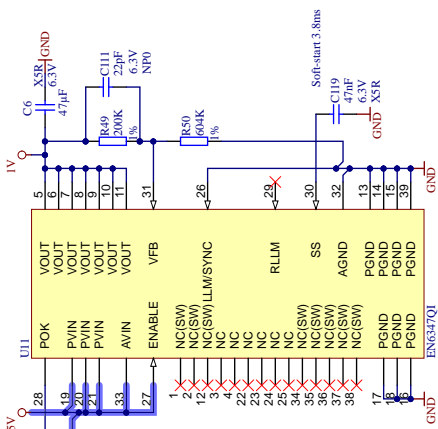 GND
X5R
6.3V
C6
47µF
C111
22pF
6.3V
NP0
R49
200K
1%
R50
604K
1%
Soft-start 3.8ms
C119
47nF
6.3V
X5R
GND
1V
GND
5
6
7
8
9
10
11
31
26
29
30
32
13
14
15
39
VOUT
VOUT
VOUT
VOUT
VOUT
VOUT
VFB
LLM/SYNC
RLLM
SS
AGND
PGND
PGND
PGND
PGND
U11
POK
PVIN
PVIN
PVIN
AVIN
ENABLE
NC(SW)
NC(SW)
NC(SW)
NC
NC
NC
NC
NC
NC
NC(SW)
NC(SW)
NC(SW)
NC(SW)
NC(SW)
PGND
PGND
PGND
EN6347QI
28
19
20
21
33
27
1
2
12
3
4
22
23
24
25
34
35
36
37
38
17
18
16
5V
GND